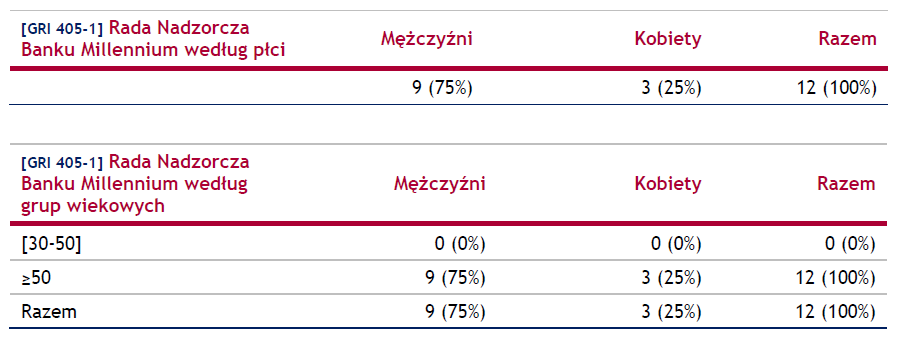 [GRI 405-1] Rada Nadzorcza
Banku Millennium według płci Mężczyźni Kobiety Razem
9 (75%) 3 (25%) 12 (100%)
[GRI 405-1] Rada Nadzorcza
Banku Millennium według Mężczyźni Kobiety Razem
grup wiekowych
[30-50] 0 (0%) 0 (0%) 0 (0%)
≥50 9 (75%) 3 (25%) 12 (100%)
Razem 9 (75%) 3 (25%) 12 (100%)